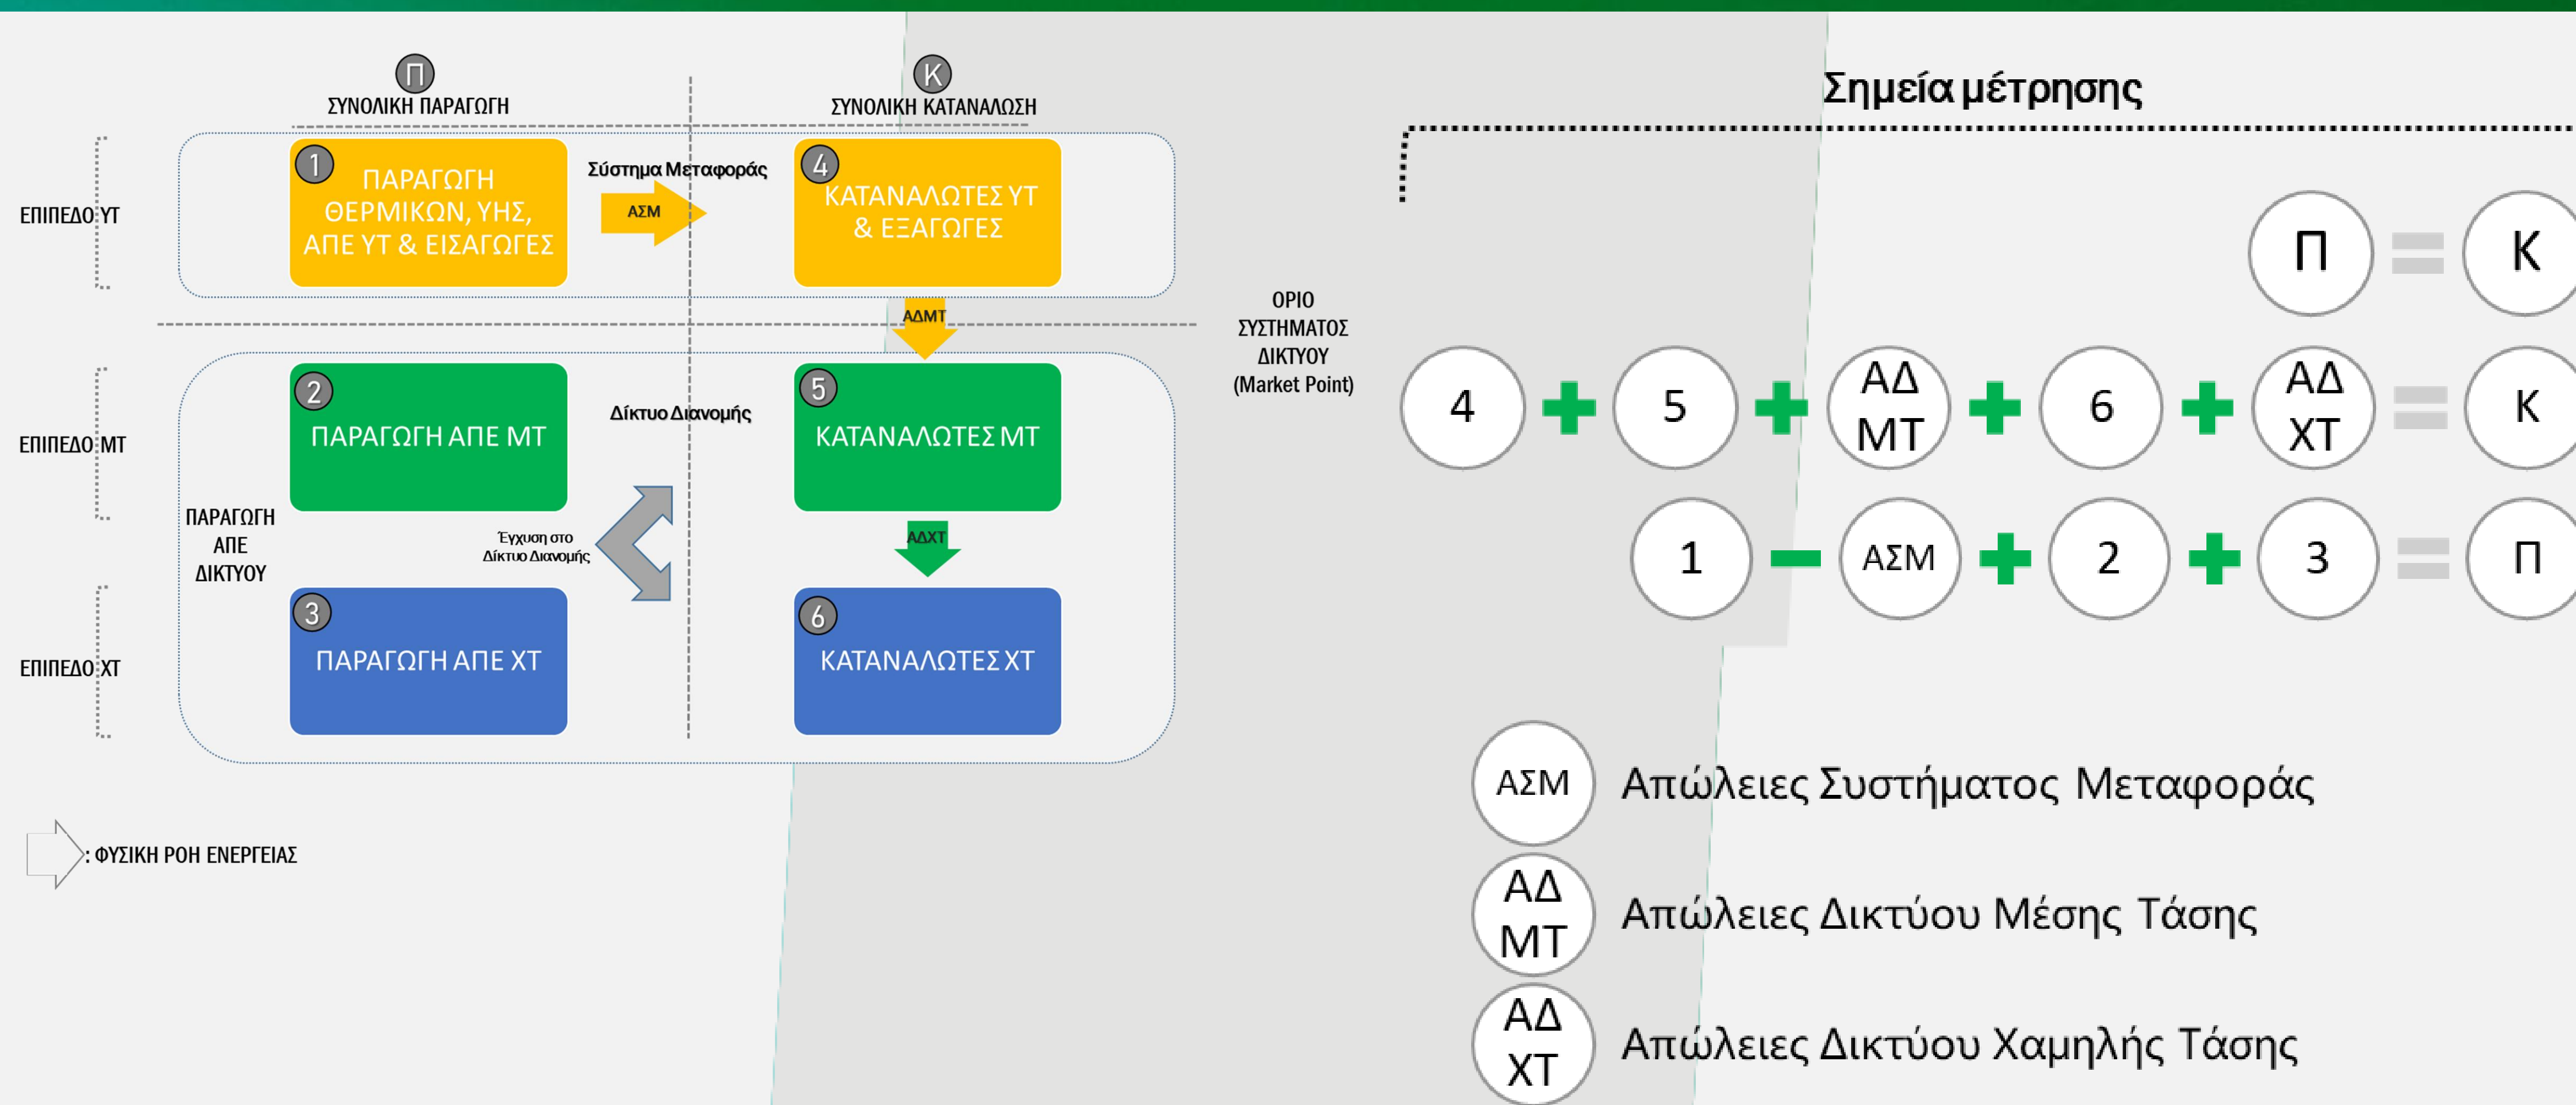 Π
ΣΥΝΟΛΙΚΗ ΠΑΡΑΓΩΓΗ
Κ
ΣΥΝΟΛΙΚΗ ΚΑΤΑΝΑΛΩΣΗ
ΕΠΙΠΕΔΟ ΥΤ
1
ΠΑΡΑΓΩΓΗ
ΘΕΡΜΙΚΩΝ, ΥΗΣ,
ΑΠΕ ΥΤ & ΕΙΣΑΓΩΓΕΣ
Σύστημα Μεταφοράς
ΑΣΜ
4
ΚΑΤΑΝΑΛΩΤΕΣ ΥΤ
& ΕΞΑΓΩΓΕΣ
ΑΔΜΤ
ΟΡΙΟ
ΣΥΣΤΗΜΑΤΟΣ
ΔΙΚΤΥΟΥ
(Market Point)
ΕΠΙΠΕΔΟ ΜΤ
2
ΠΑΡΑΓΩΓΗ ΑΠΕ ΜΤ
Δίκτυο Διανομής
5
ΚΑΤΑΝΑΛΩΤΕΣ ΜΤ
ΠΑΡΑΓΩΓΗ
ΑΠΕ
ΔΙΚΤΥΟΥ
Έγχυση στο
Δίκτυο Διανομής
ΑΔΧΤ
ΕΠΙΠΕΔΟ ΧΤ
3
ΠΑΡΑΓΩΓΗ ΑΠΕ ΧΤ
6
ΚΑΤΑΝΑΛΩΤΕΣ ΧΤ
: ΦΥΣΙΚΗ ΡΟΗ ΕΝΕΡΓΕΙΑΣ
Σημεία μέτρησης
Π = Κ
4 + 5 + ΑΔ ΜΤ + 6 + ΑΔ ΧΤ = Κ
1 - ΑΣΜ + 2 + 3 = Π
ΑΣΜ Απώλειες Συστήματος Μεταφοράς
ΑΔ ΜΤ Απώλειες Δικτύου Μέσης Τάσης
ΑΔ ΧΤ Απώλειες Δικτύου Χαμηλής Τάσης